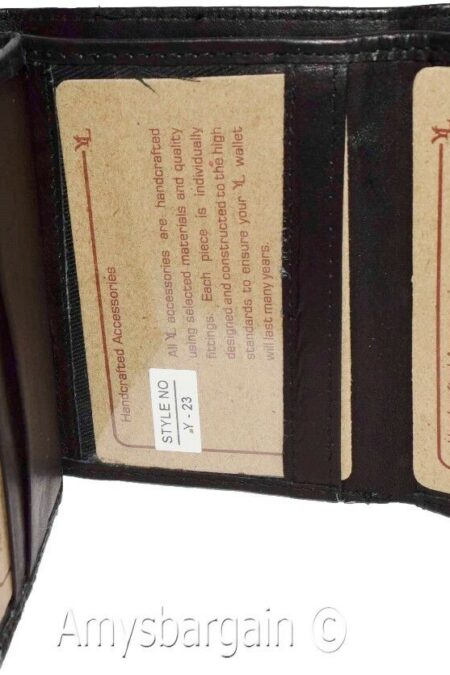 YL
Handcrafted Accessories
All YL accessories are handcrafted
using selected materials and quality
fittings. Each piece is individually
designed and constructed to the high
standards to ensure your YL wallet
will last many years.
STYLE NO
Y - 23
Amysbargain ©